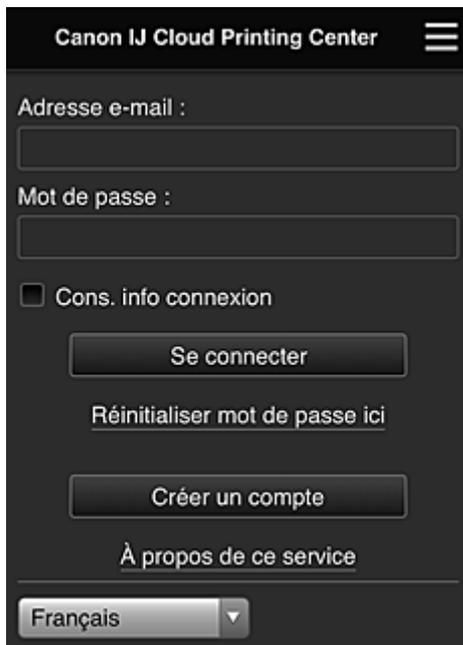 Canon IJ Cloud Printing Center
Adresse e-mail :
Mot de passe :
Cons. info connexion
Se connecter
Réinitialiser mot de passe ici
Créer un compte
À propos de ce service
Français